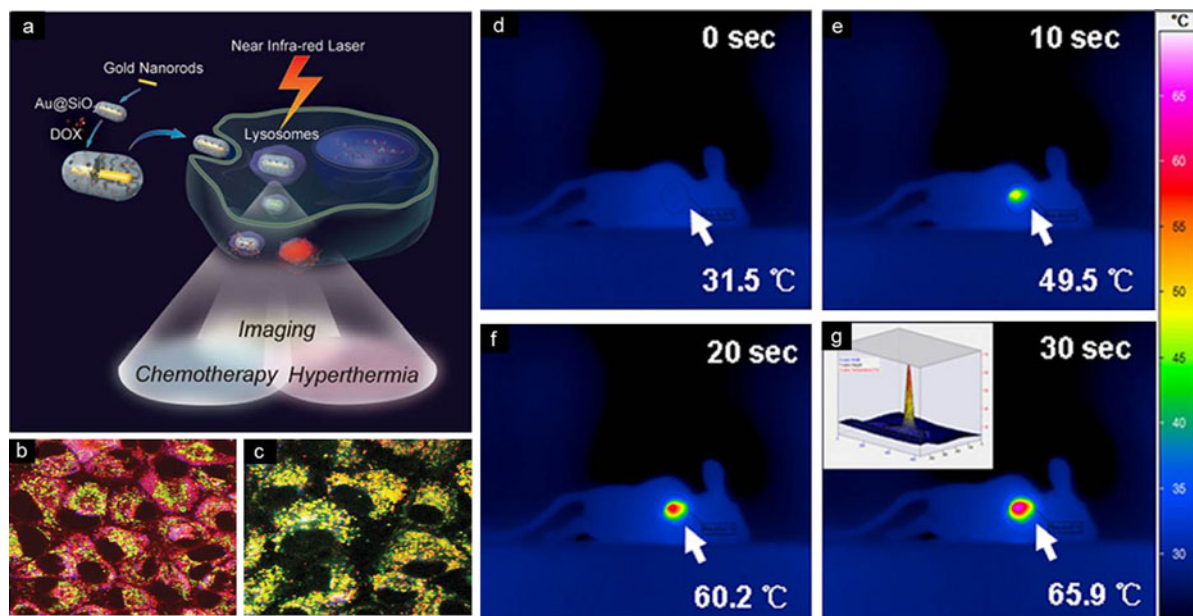 a
Near Infra-red Laser
Gold Nanorods
Au@SiO₂
DOX
Lysosomes
Imaging
Chemotherapy
Hyperthermia
b
c
d
0 sec
31.5 ℃
e
10 sec
49.5 ℃
f
20 sec
60.2 ℃
g
30 sec
65.9 ℃
°C
65
60
55
50
45
40
35
30